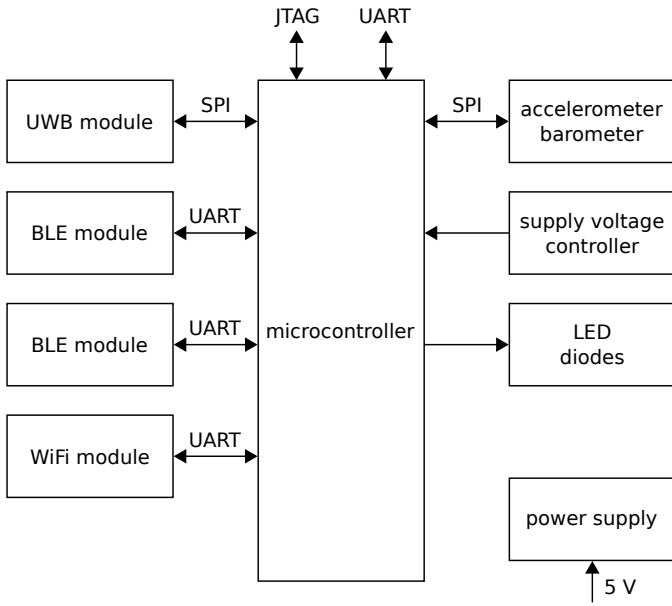 JTAG
UART
UWB module
SPI
SPI
accelerometer
barometer
BLE module
UART
supply voltage
controller
BLE module
UART
microcontroller
LED
diodes
WiFi module
UART
power supply
5 V